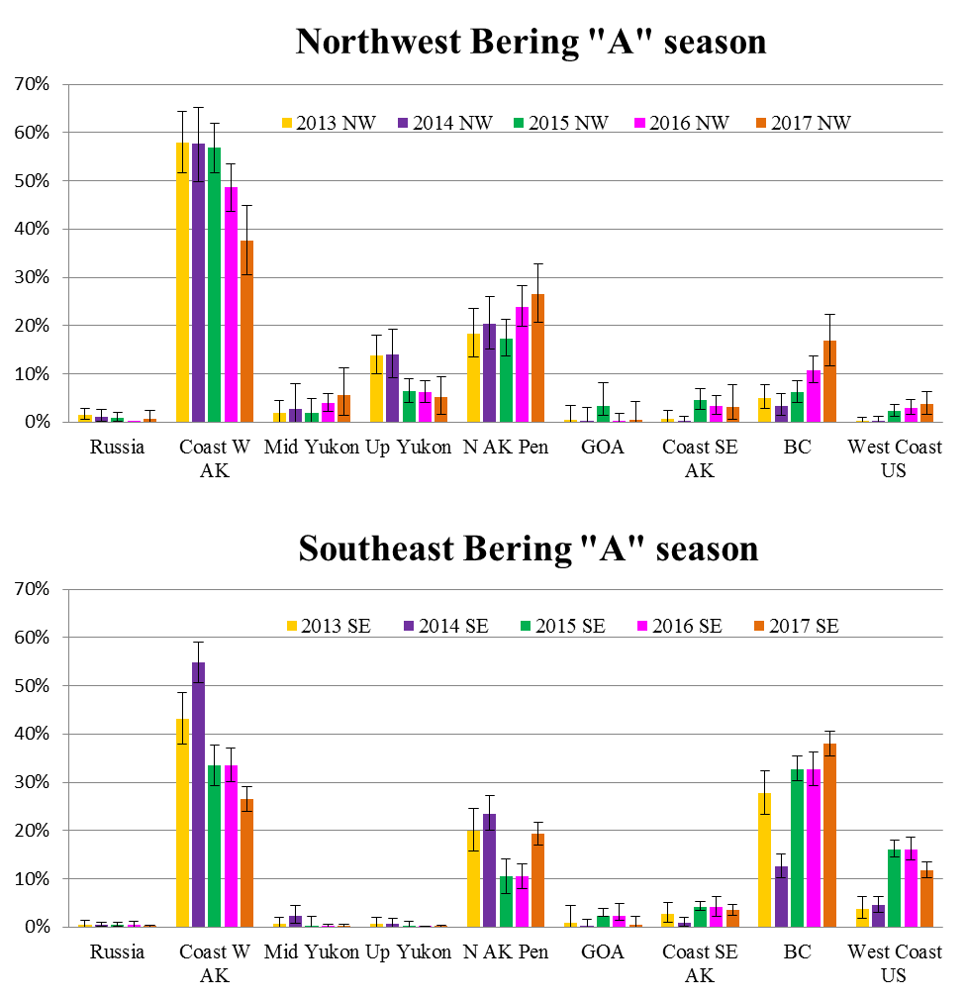 Northwest Bering "A" season
70%
2013 NW 2014 NW 2015 NW 2016 NW 2017 NW
60%
50%
40%
30%
20%
10%
0%
Russia Coast W AK Mid Yukon Up Yukon N AK Pen GOA Coast SE AK BC West Coast US
Southeast Bering "A" season
70%
2013 SE 2014 SE 2015 SE 2016 SE 2017 SE
60%
50%
40%
30%
20%
10%
0%
Russia Coast W AK Mid Yukon Up Yukon N AK Pen GOA Coast SE AK BC West Coast US